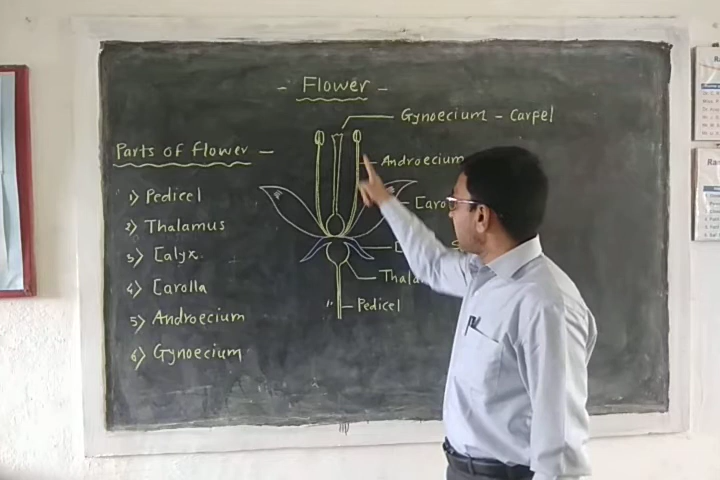 - Flower -
Gynoecium - Carpel
Parts of flower -
Androecium
1) Pedicel
2) Thalamus
3) Calyx
4) Carolla
5) Androecium
6) Gynoecium
Pedicel